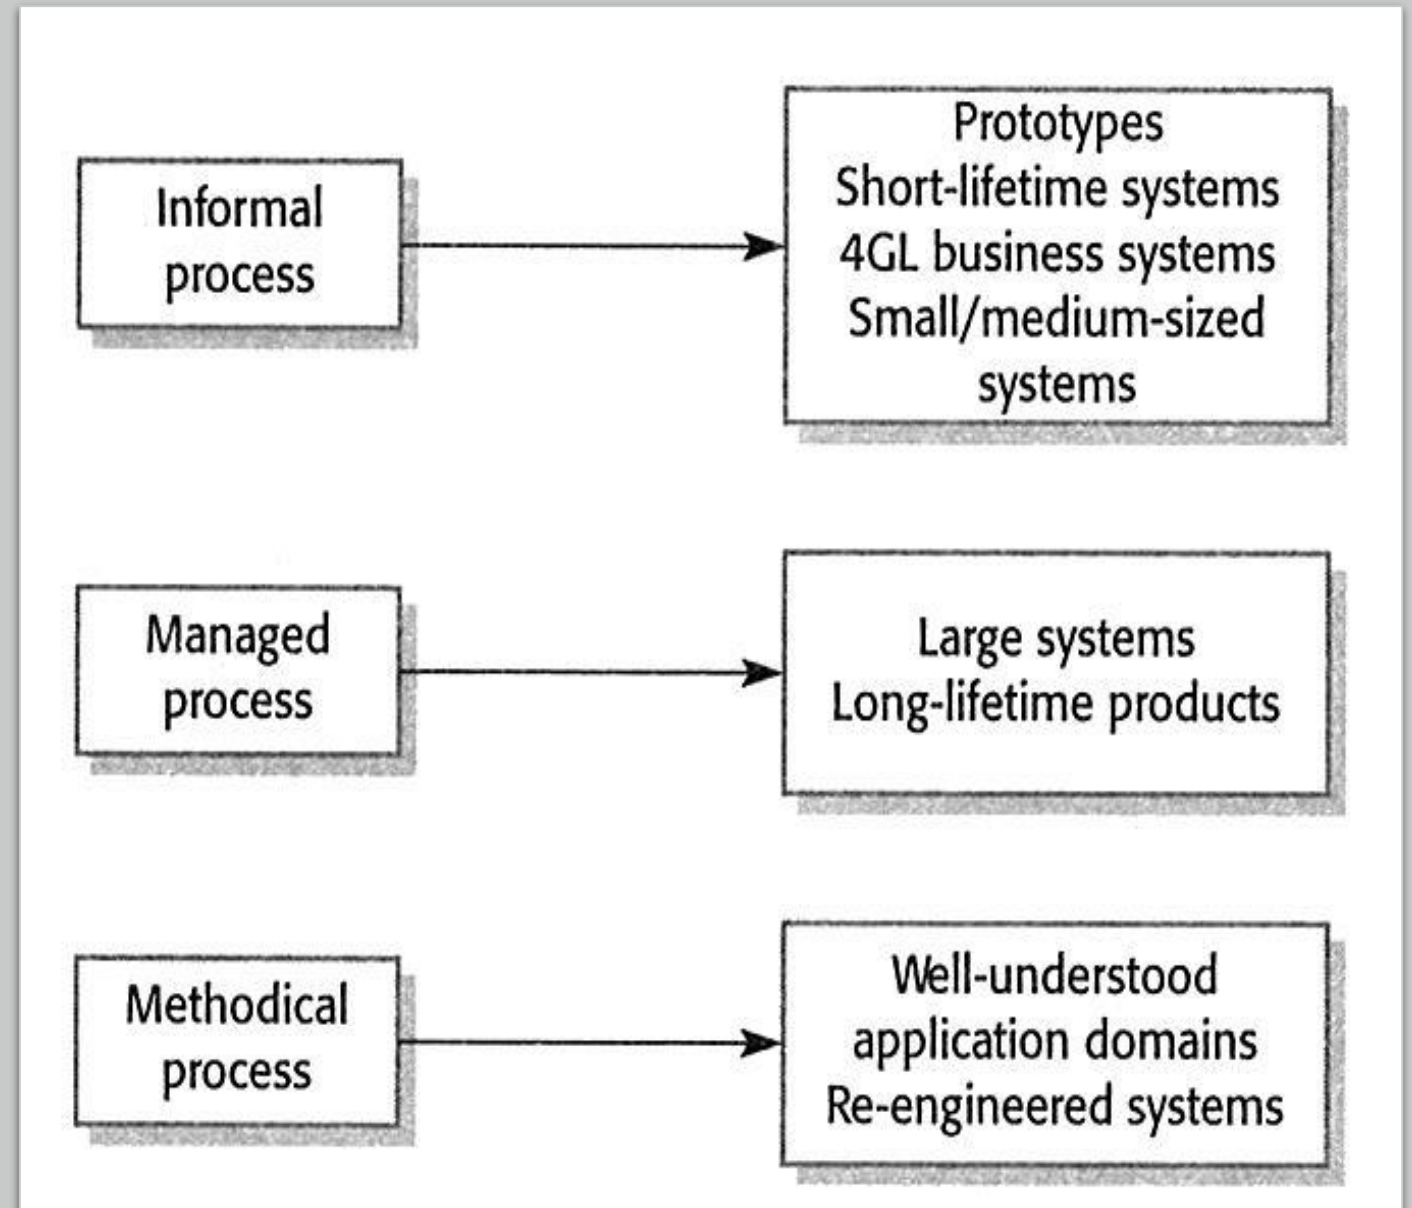 Informal
process
Prototypes
Short-lifetime systems
4GL business systems
Small/medium-sized
systems
Managed
process
Large systems
Long-lifetime products
Methodical
process
Well-understood
application domains
Re-engineered systems